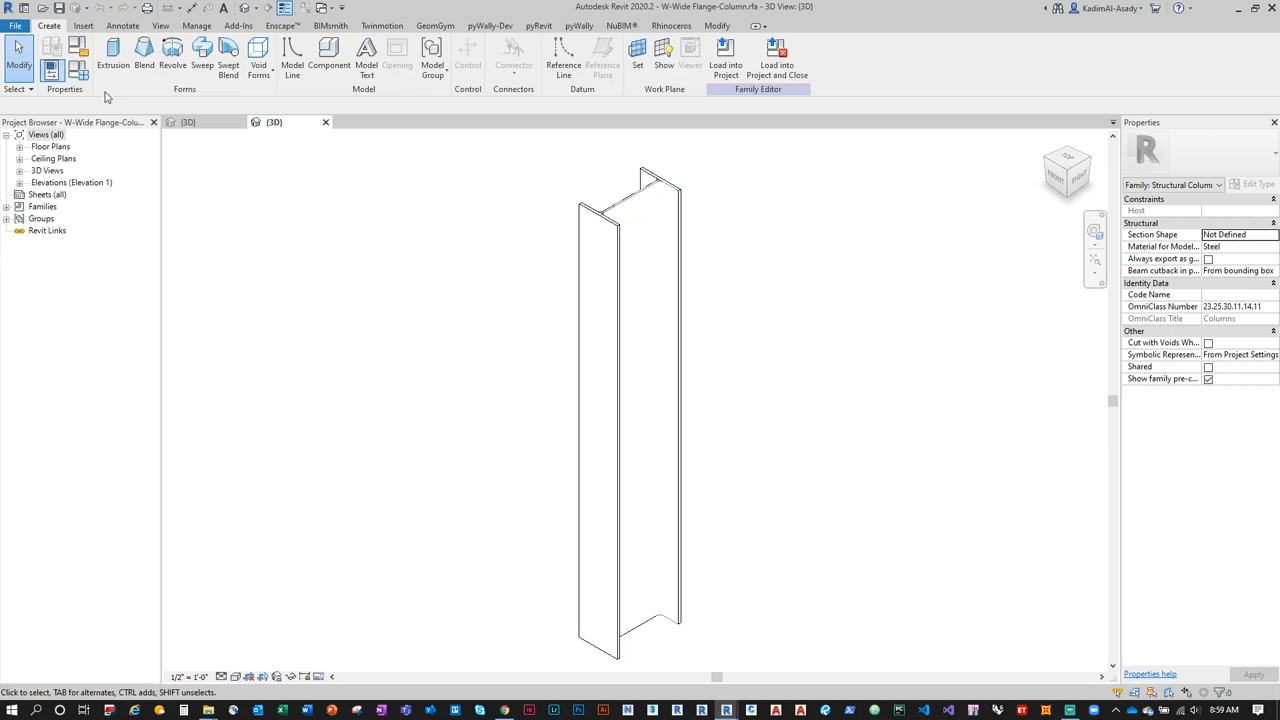 Autodesk Revit 2020.2 - W-Wide Flange-Column.rfa - 3D View: {3D}
KadimAl-Asady
File Create Insert Annotate View Manage Add-Ins Enscape™ BIMsmith Twinmotion GeomGym pyWally-Dev pyRevit pyWally NuBIM® Rhinoceros Modify
Modify Extrusion Blend Revolve Sweep Swept Blend Void Forms Model Line Component Model Text Opening Model Group Control Connector Reference Line Reference Plane Set Show Viewer Load into Project Load into Project and Close
Select Properties Forms Model Control Connectors Datum Work Plane Family Editor
Project Browser - W-Wide Flange-Colu...
{3D} {3D}
Views (all)
Floor Plans
Ceiling Plans
3D Views
Elevations (Elevation 1)
Sheets (all)
Families
Groups
Revit Links
TOP
FRONT RIGHT
Properties
R
Family: Structural Column Edit Type
Constraints
Host
Structural
Section Shape Not Defined
Material for Model... Steel
Always export as g...
Beam cutback in p... From bounding box
Identity Data
Code Name
OmniClass Number 23.25.30.11.14.11
OmniClass Title Columns
Other
Cut with Voids Wh...
Symbolic Represen... From Project Settings
Shared
Show family pre-c...
Properties help Apply
1/2" = 1'-0"
Click to select, TAB for alternates, CTRL adds, SHIFT unselects.
:0
8:59 AM